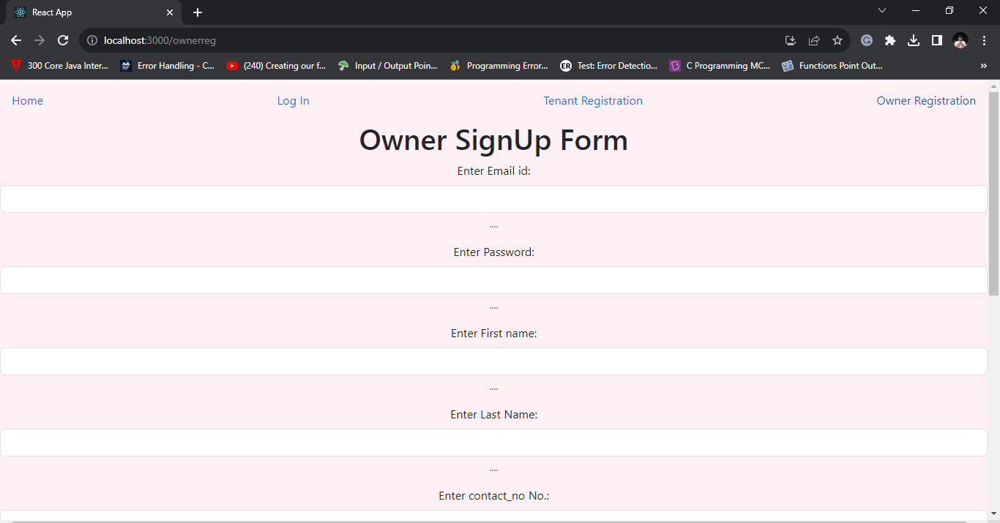 React App
localhost:3000/ownerreg
300 Core Java Inter...
Error Handling - C...
(240) Creating our f...
Input / Output Poin...
Programming Error...
ER
Test: Error Detectio...
C Programming MC...
Functions Point Out...
»
Home
Log In
Tenant Registration
Owner Registration
Owner SignUp Form
Enter Email id:
....
Enter Password:
....
Enter First name:
....
Enter Last Name:
....
Enter contact_no No.: